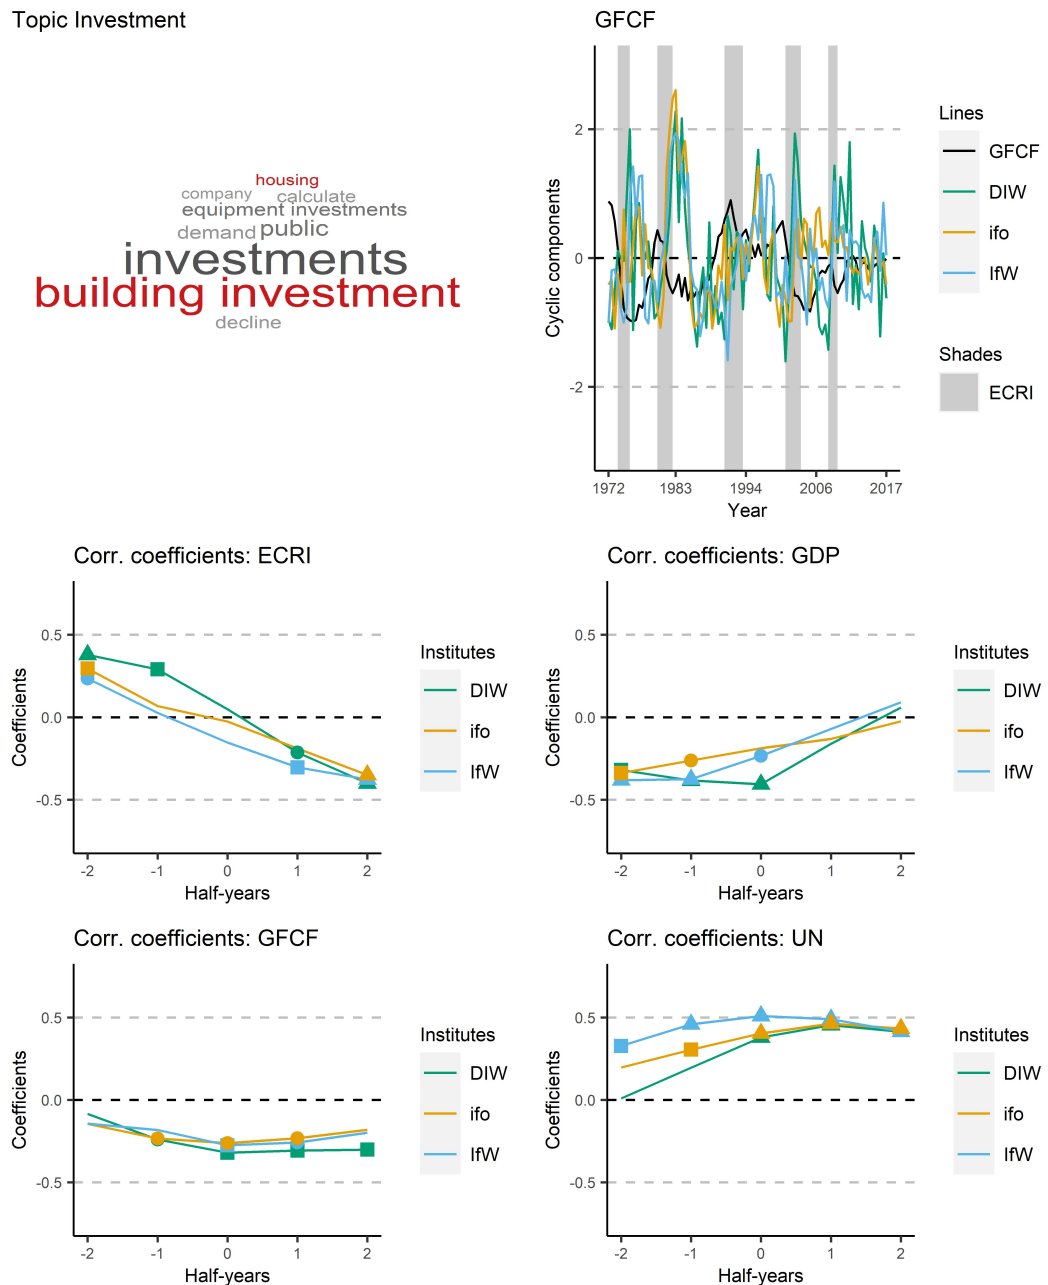 Topic Investment
housing
company
calculate
equipment investments
demand
public
investments
building investment
decline
GFCF
Cyclic components
2
0
-2
1972
1983
1994
2006
2017
Year
Lines
GFCF
DIW
ifo
IfW
Shades
ECRI
Corr. coefficients: ECRI
Coefficients
0.5
0.0
-0.5
-2
-1
0
1
2
Half-years
Institutes
DIW
ifo
IfW
Corr. coefficients: GDP
Coefficients
0.5
0.0
-0.5
-2
-1
0
1
2
Half-years
Institutes
DIW
ifo
IfW
Corr. coefficients: GFCF
Coefficients
0.5
0.0
-0.5
-2
-1
0
1
2
Half-years
Institutes
DIW
ifo
IfW
Corr. coefficients: UN
Coefficients
0.5
0.0
-0.5
-2
-1
0
1
2
Half-years
Institutes
DIW
ifo
IfW